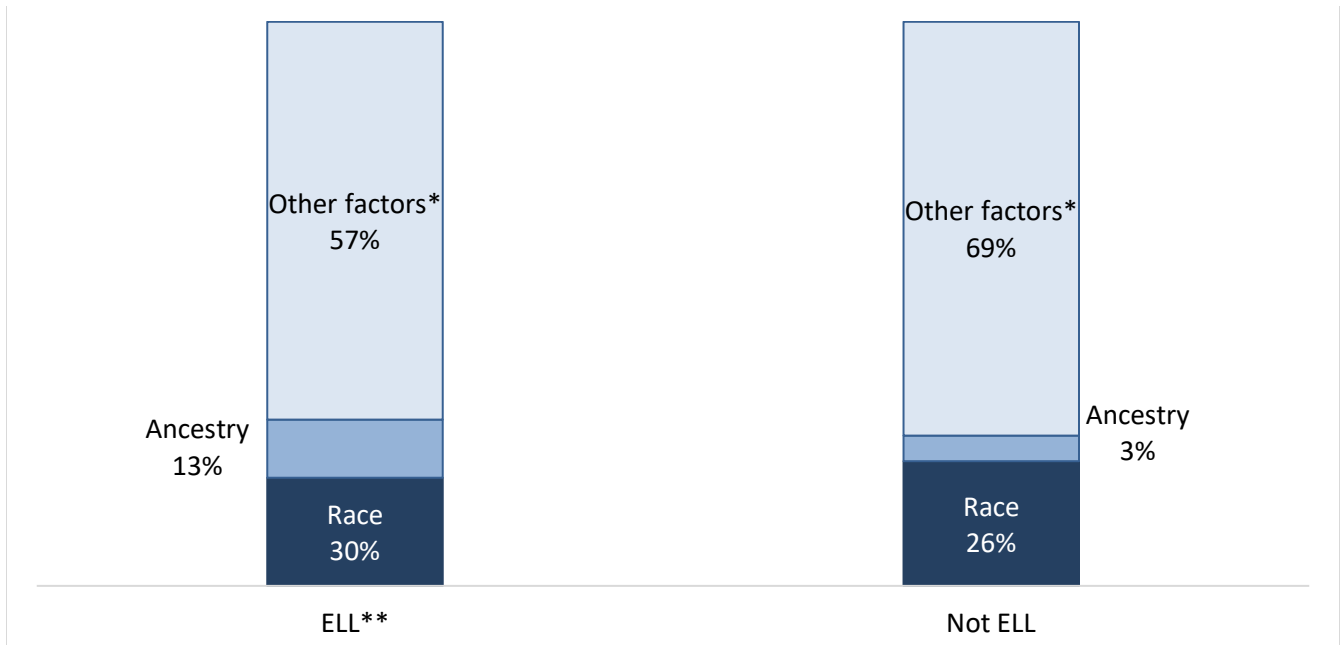 Other factors*
57%
Ancestry
13%
Race
30%
ELL**
Other factors*
69%
Ancestry
3%
Race
26%
Not ELL